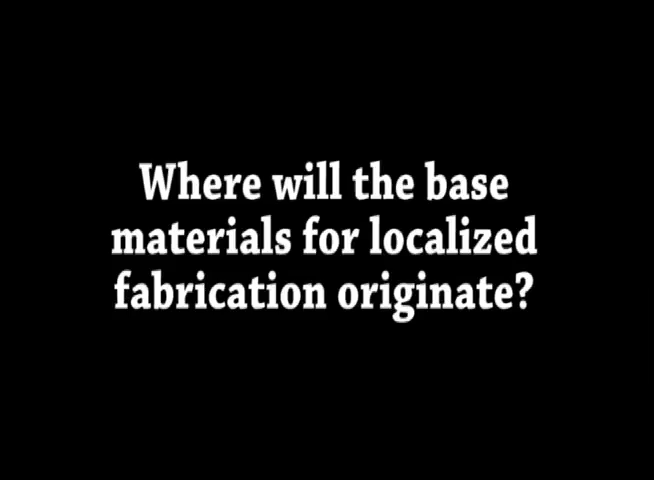 Where will the base
materials for localized
fabrication originate?